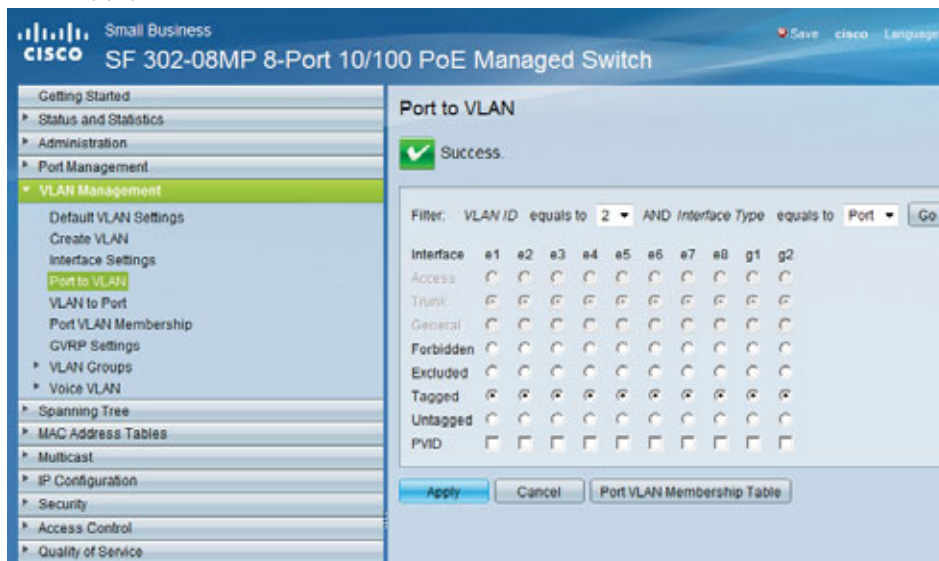 Small Business
CISCO SF 302-08MP 8-Port 10/100 PoE Managed Switch
Save cisco Language
Getting Started
Status and Statistics
Administration
Port Management
VLAN Management
Default VLAN Settings
Create VLAN
Interface Settings
Port to VLAN
VLAN to Port
Port VLAN Membership
GVRP Settings
VLAN Groups
Voice VLAN
Spanning Tree
MAC Address Tables
Multicast
IP Configuration
Security
Access Control
Quality of Service
Port to VLAN
Success.
Filter: VLAN ID equals to 2 AND Interface Type equals to Port Go
Interface e1 e2 e3 e4 e5 e6 e7 e8 g1 g2
Access
Trunk
General
Forbidden
Excluded
Tagged
Untagged
PVID
Apply Cancel Port VLAN Membership Table